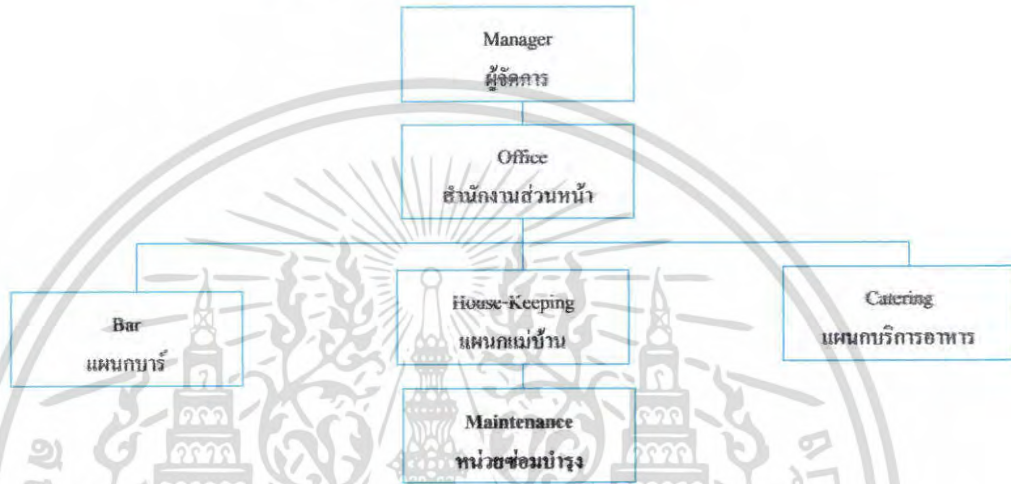 Manager
ผู้จัดการ
Office
สำนักงานส่วนหน้า
Bar
แผนกบาร์
House-Keeping
แผนกแม่บ้าน
Catering
แผนกบริการอาหาร
Maintenance
หน่วยซ่อมบำรุง